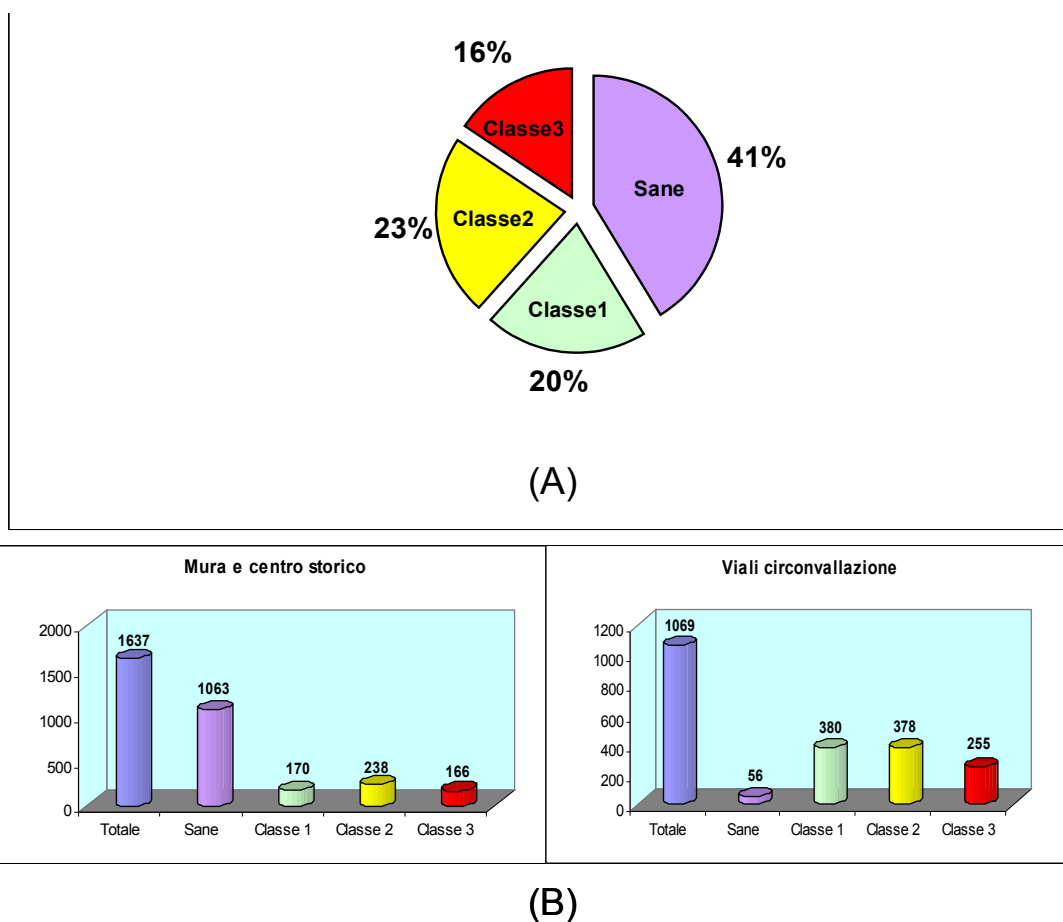 16%
Classe3
41%
Sane
Classe2
23%
Classe1
20%
(A)
Mura e centro storico
2000
1637
1500
1063
1000
500
170
238
166
0
Totale Sane Classe 1 Classe 2 Classe 3
Viali circonvallazione
1200
1069
1000
800
600
380
378
400
255
200
56
0
Totale Sane Classe 1 Classe 2 Classe 3
(B)